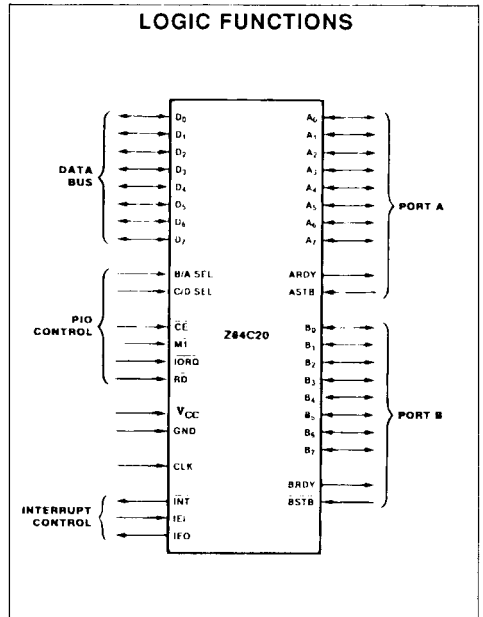 LOGIC FUNCTIONS
DATA
BUS
D0
D1
D2
D3
D4
D5
D6
D7
PIO
CONTROL
B/A SEL
C/D SEL
CE
M1
IORQ
RD
VCC
GND
CLK
INTERRUPT
CONTROL
INT
IEI
IEO
Z84C20
A0
A1
A2
A3
A4
A5
A6
A7
ARDY
ASTB
PORT A
B0
B1
B2
B3
B4
B5
B6
B7
BRDY
BSTB
PORT B